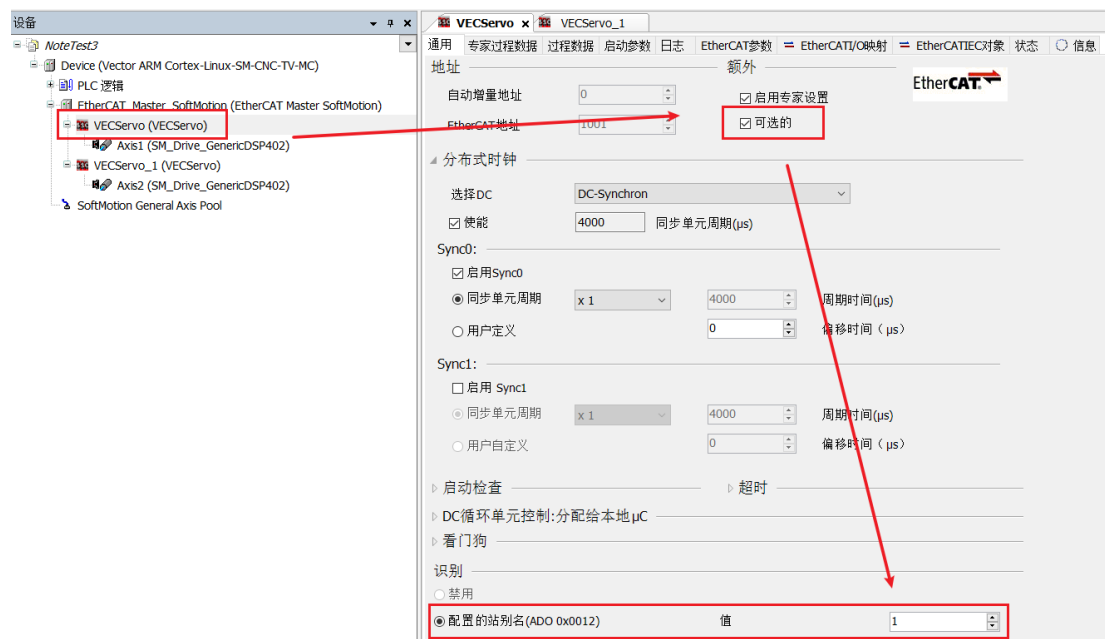 设备
NoteTest3
Device (Vector ARM Cortex-Linux-SM-CNC-TV-MC)
PLC 逻辑
EtherCAT_Master_SoftMotion (EtherCAT Master SoftMotion)
VECServo (VECServo)
Axis1 (SM_Drive_GenericDSP402)
VECServo_1 (VECServo)
Axis2 (SM_Drive_GenericDSP402)
SoftMotion General Axis Pool
VECServo x VECServo_1
通用 专家过程数据 过程数据 启动参数 日志 EtherCAT参数 EtherCATI/O映射 EtherCATIEC对象 状态 信息
地址 额外
EtherCAT.
自动增量地址 0 启用专家设置
EtherCAT地址 1001 可选的
分布式时钟
选择DC DC-Synchron
使能 4000 同步单元周期(µs)
Sync0:
启用Sync0
同步单元周期 x 1 4000 周期时间(µs)
用户定义 0 偏移时间（µs）
Sync1:
启用 Sync1
同步单元周期 x 1 4000 周期时间(µs)
用户自定义 0 偏移时间（µs）
启动检查 超时
DC循环单元控制:分配给本地µC
看门狗
识别
禁用
配置的站别名(ADO 0x0012) 值 1